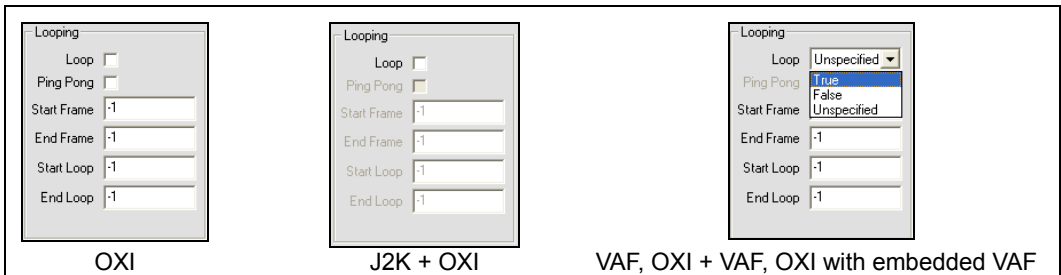 Looping
Loop
Ping Pong
Start Frame -1
End Frame -1
Start Loop -1
End Loop -1
OXI
Looping
Loop
Ping Pong
Start Frame -1
End Frame -1
Start Loop -1
End Loop -1
J2K + OXI
Looping
Loop Unspecified
Ping Pong True
False
Start Frame Unspecified
End Frame -1
Start Loop -1
End Loop -1
VAF, OXI + VAF, OXI with embedded VAF